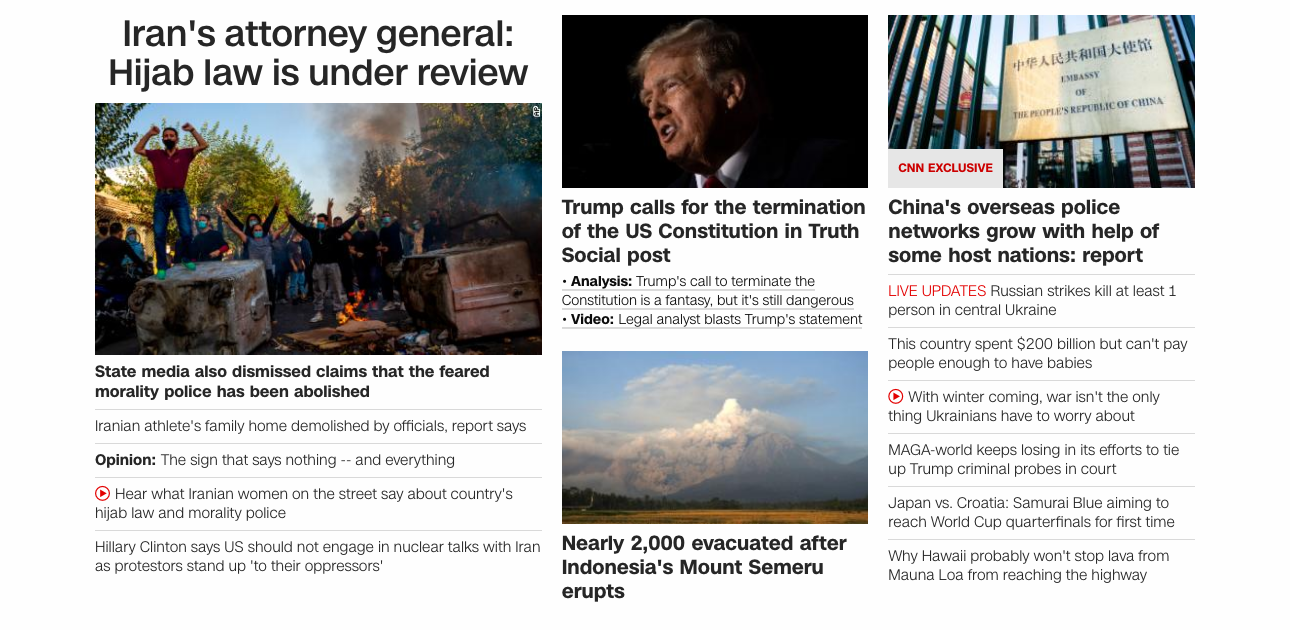 Iran's attorney general:
Hijab law is under review
AP
State media also dismissed claims that the feared
morality police has been abolished
Iranian athlete's family home demolished by officials, report says
Opinion: The sign that says nothing -- and everything
Hear what Iranian women on the street say about country's
hijab law and morality police
Hillary Clinton says US should not engage in nuclear talks with Iran
as protestors stand up 'to their oppressors'
Trump calls for the termination
of the US Constitution in Truth
Social post
• Analysis: Trump's call to terminate the
Constitution is a fantasy, but it's still dangerous
• Video: Legal analyst blasts Trump's statement
Nearly 2,000 evacuated after
Indonesia's Mount Semeru
erupts
中华人民共和国大使馆
EMBASSY
OF
THE PEOPLE'S REPUBLIC OF CHINA
CNN EXCLUSIVE
China's overseas police
networks grow with help of
some host nations: report
LIVE UPDATES Russian strikes kill at least 1
person in central Ukraine
This country spent $200 billion but can't pay
people enough to have babies
With winter coming, war isn't the only
thing Ukrainians have to worry about
MAGA-world keeps losing in its efforts to tie
up Trump criminal probes in court
Japan vs. Croatia: Samurai Blue aiming to
reach World Cup quarterfinals for first time
Why Hawaii probably won't stop lava from
Mauna Loa from reaching the highway